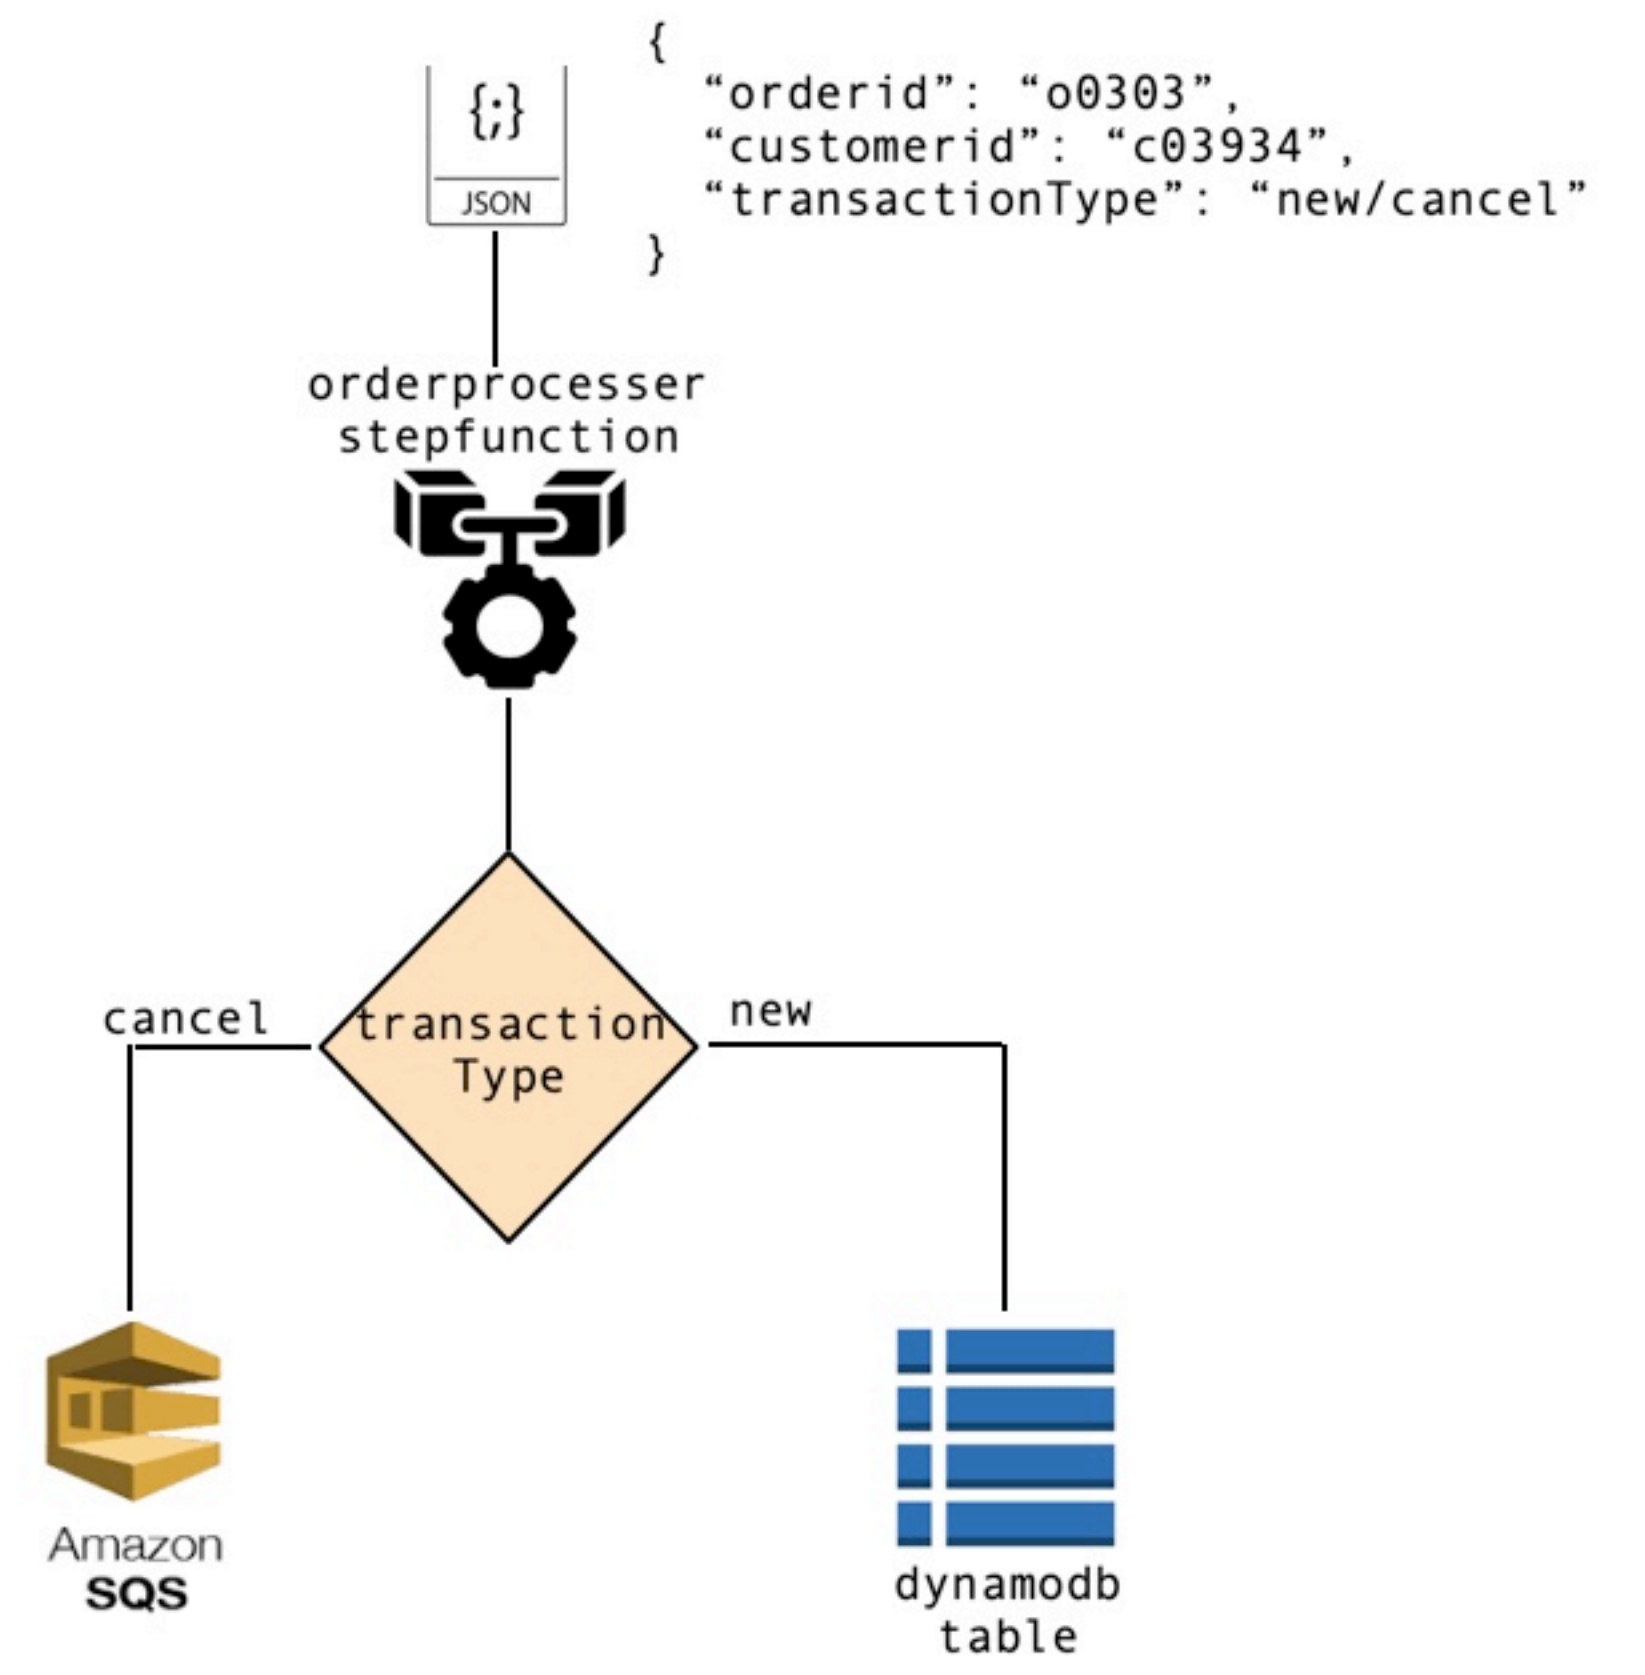 {
“orderid”: “o0303”,
“customerid”: “c03934”,
“transactionType”: “new/cancel”
}
{;}
JSON
orderprocesser
stepfunction
cancel
transaction
Type
new
Amazon
SQS
dynamodb
table